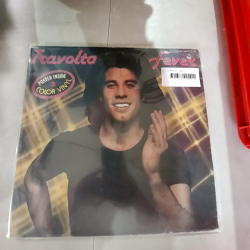 Travolta fever
POSTER INSIDE
COLOR VINYL